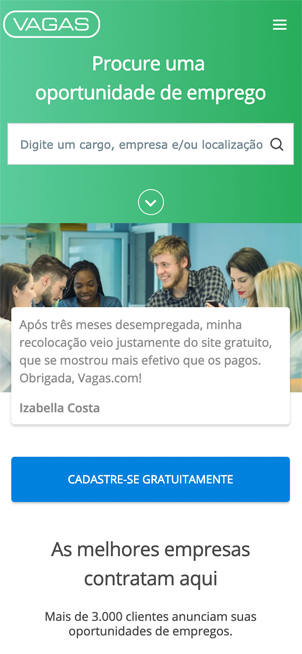 VAGAS
Procure uma
oportunidade de emprego
Digite um cargo, empresa e/ou localização
Após três meses desempregada, minha
recolocação veio justamente do site gratuito,
que se mostrou mais efetivo que os pagos.
Obrigada, Vagas.com!
Izabella Costa
CADASTRE-SE GRATUITAMENTE
As melhores empresas
contratam aqui
Mais de 3.000 clientes anunciam suas
oportunidades de empregos.